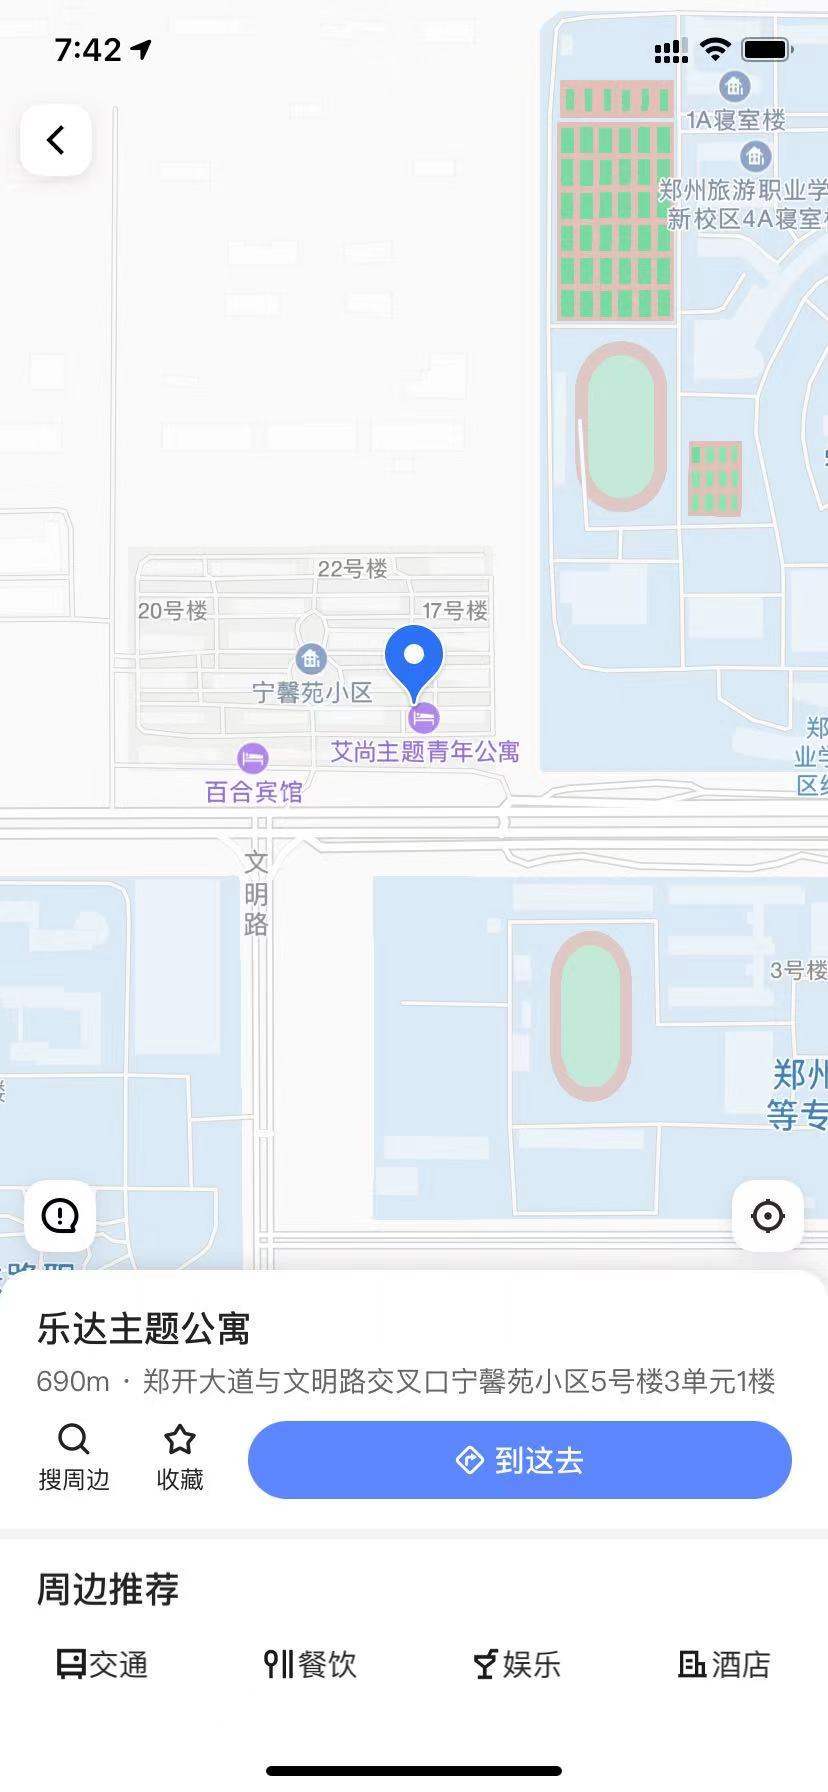 7:42
1A寝室楼
郑州旅游职业学
新校区4A寝室
22号楼
20号楼
17号楼
宁馨苑小区
艾尚主题青年公寓
百合宾馆
郑
业学
区纟
文
明
路
3号楼
郑州
等专
乐达主题公寓
690m · 郑开大道与文明路交叉口宁馨苑小区5号楼3单元1楼
搜周边
收藏
到这去
周边推荐
交通
餐饮
娱乐
酒店